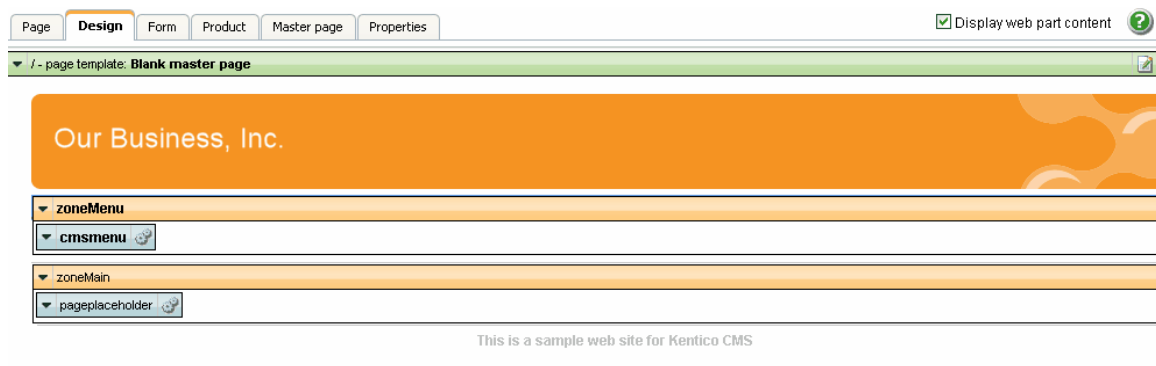 Page Design Form Product Master page Properties Display web part content ?
/ - page template: Blank master page
Our Business, Inc.
zoneMenu
cmsmenu
zoneMain
pageplaceholder
This is a sample web site for Kentico CMS